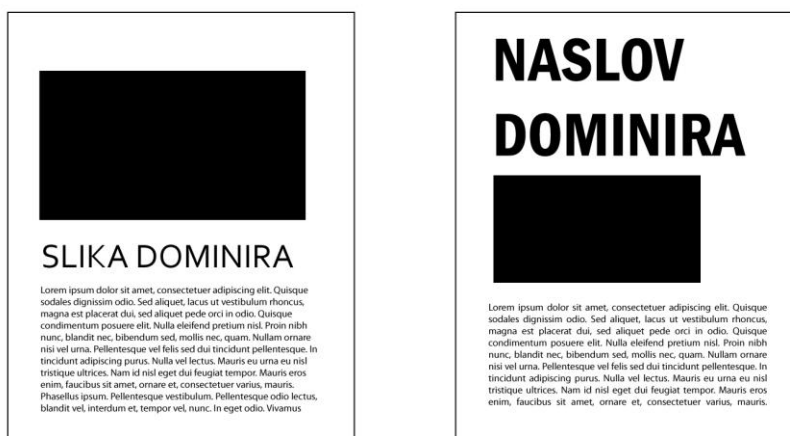 SLIKA DOMINIRA
Lorem ipsum dolor sit amet, consectetuer adipiscing elit. Quisque
sodales dignissim odio. Sed aliquet, lacus ut vestibulum rhoncus,
magna est placerat dui, sed aliquet pede orci in odio. Quisque
condimentum posuere elit. Nulla eleifend pretium nisl. Proin nibh
nunc, blandit nec, bibendum sed, mollis nec, quam. Nullam ornare
nisi vel urna. Pellentesque vel felis sed dui tincidunt pellentesque. In
tincidunt adipiscing purus. Nulla vel lectus. Mauris eu urna eu nisl
tristique ultrices. Nam id nisl eget dui feugiat tempor. Mauris eros
enim, faucibus sit amet, ornare et, consectetuer varius, mauris.
Phasellus ipsum. Pellentesque vestibulum. Pellentesque odio lectus,
blandit vel, interdum et, tempor vel, nunc. In eget odio. Vivamus
NASLOV
DOMINIRA
Lorem ipsum dolor sit amet, consectetuer adipiscing elit. Quisque
sodales dignissim odio. Sed aliquet, lacus ut vestibulum rhoncus,
magna est placerat dui, sed aliquet pede orci in odio. Quisque
condimentum posuere elit. Nulla eleifend pretium nisl. Proin nibh
nunc, blandit nec, bibendum sed, mollis nec, quam. Nullam ornare
nisi vel urna. Pellentesque vel felis sed dui tincidunt pellentesque. In
tincidunt adipiscing purus. Nulla vel lectus. Mauris eu urna eu nisl
tristique ultrices. Nam id nisl eget dui feugiat tempor. Mauris eros
enim, faucibus sit amet, ornare et, consectetuer varius, mauris.